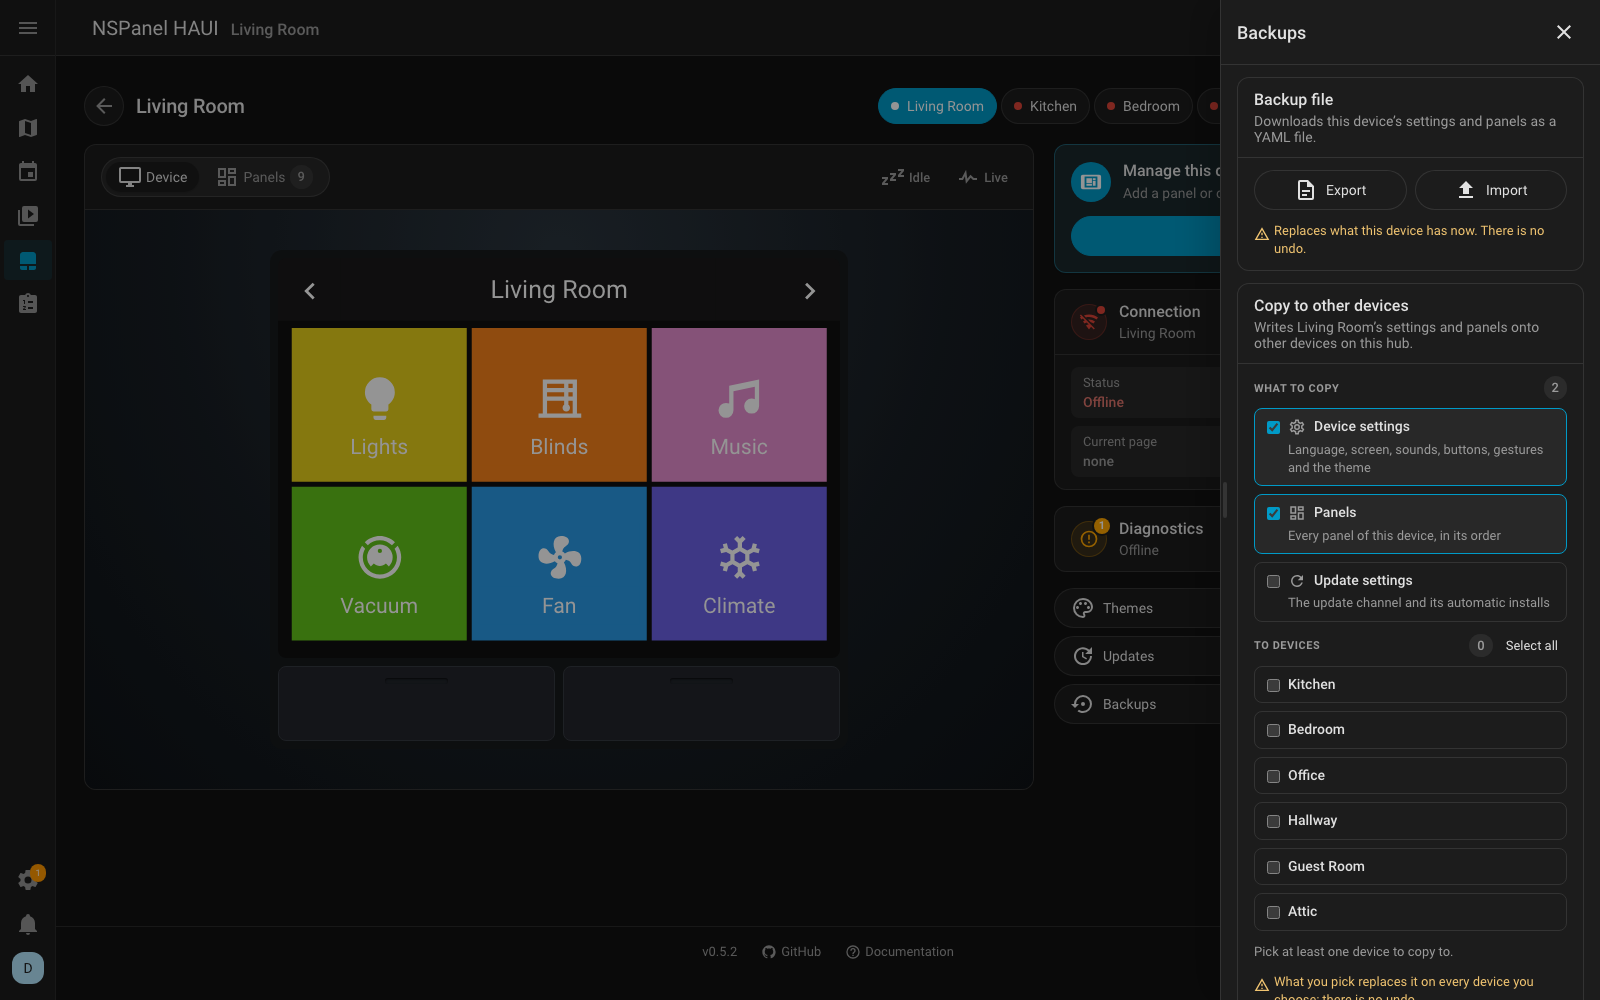 NSPanel HAUI Living Room
Living Room
Living Room
Kitchen
Bedroom
Device
Panels 9
Idle
Live
Living Room
Lights
Blinds
Music
Vacuum
Fan
Climate
Manage this d
Add a panel or c
Connection
Living Room
Status
Offline
Current page
none
1
Diagnostics
Offline
Themes
Updates
Backups
1
D
v0.5.2
GitHub
Documentation
Backups
Backup file
Downloads this device's settings and panels as a
YAML file.
Export
Import
Replaces what this device has now. There is no
undo.
Copy to other devices
Writes Living Room's settings and panels onto
other devices on this hub.
WHAT TO COPY 2
Device settings
Language, screen, sounds, buttons, gestures
and the theme
Panels
Every panel of this device, in its order
Update settings
The update channel and its automatic installs
TO DEVICES 0 Select all
Kitchen
Bedroom
Office
Hallway
Guest Room
Attic
Pick at least one device to copy to.
What you pick replaces it on every device you
choose; there is no undo.